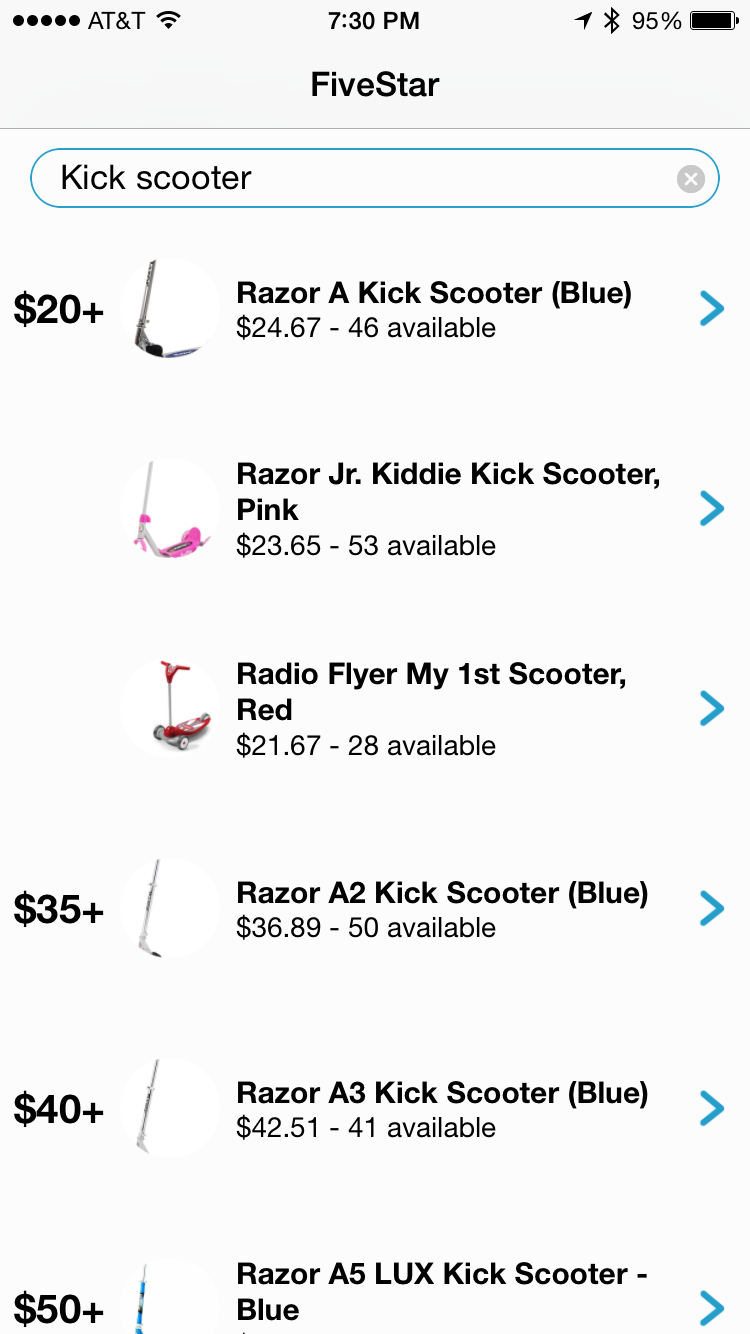 AT&T 7:30 PM 95%
FiveStar
Kick scooter
$20+
Razor A Kick Scooter (Blue)
$24.67 - 46 available
Razor Jr. Kiddie Kick Scooter,
Pink
$23.65 - 53 available
Radio Flyer My 1st Scooter,
Red
$21.67 - 28 available
$35+
Razor A2 Kick Scooter (Blue)
$36.89 - 50 available
$40+
Razor A3 Kick Scooter (Blue)
$42.51 - 41 available
$50+
Razor A5 LUX Kick Scooter -
Blue